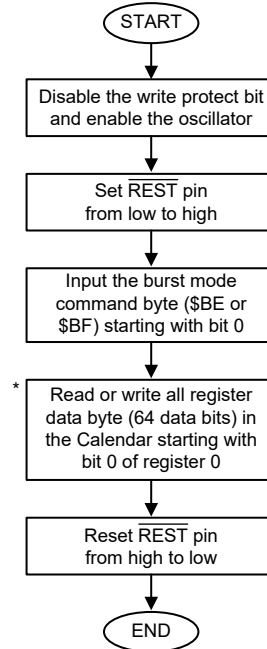 START
Disable the write protect bit
and enable the oscillator
Set REST pin
from low to high
Input the burst mode
command byte ($BE or
$BF) starting with bit 0
*
Read or write all register
data byte (64 data bits) in
the Calendar starting with
bit 0 of register 0
Reset REST pin
from high to low
END